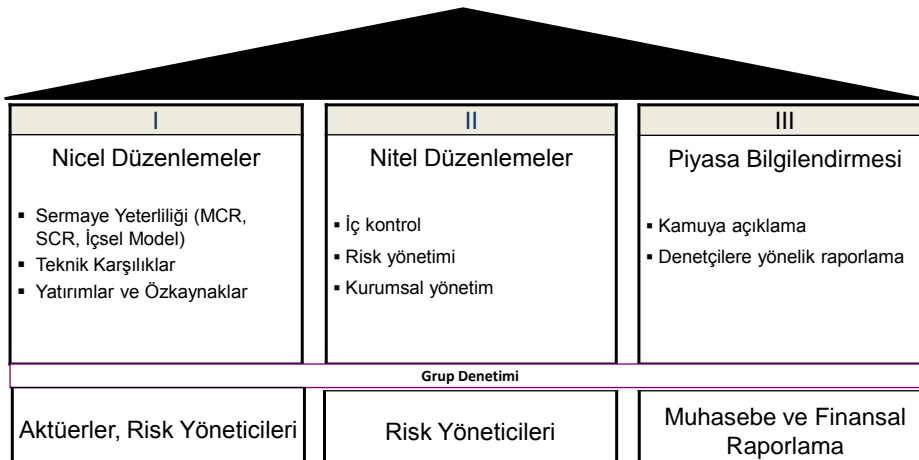 I
Nicel Düzenlemeler
▪ Sermaye Yeterliliği (MCR,
SCR, İçsel Model)
▪ Teknik Karşılıklar
▪ Yatırımlar ve Özkaynaklar
II
Nitel Düzenlemeler
▪ İç kontrol
▪ Risk yönetimi
▪ Kurumsal yönetim
III
Piyasa Bilgilendirmesi
▪ Kamuya açıklama
▪ Denetçilere yönelik raporlama
Grup Denetimi
Aktüerler, Risk Yöneticileri
Risk Yöneticileri
Muhasebe ve Finansal
Raporlama